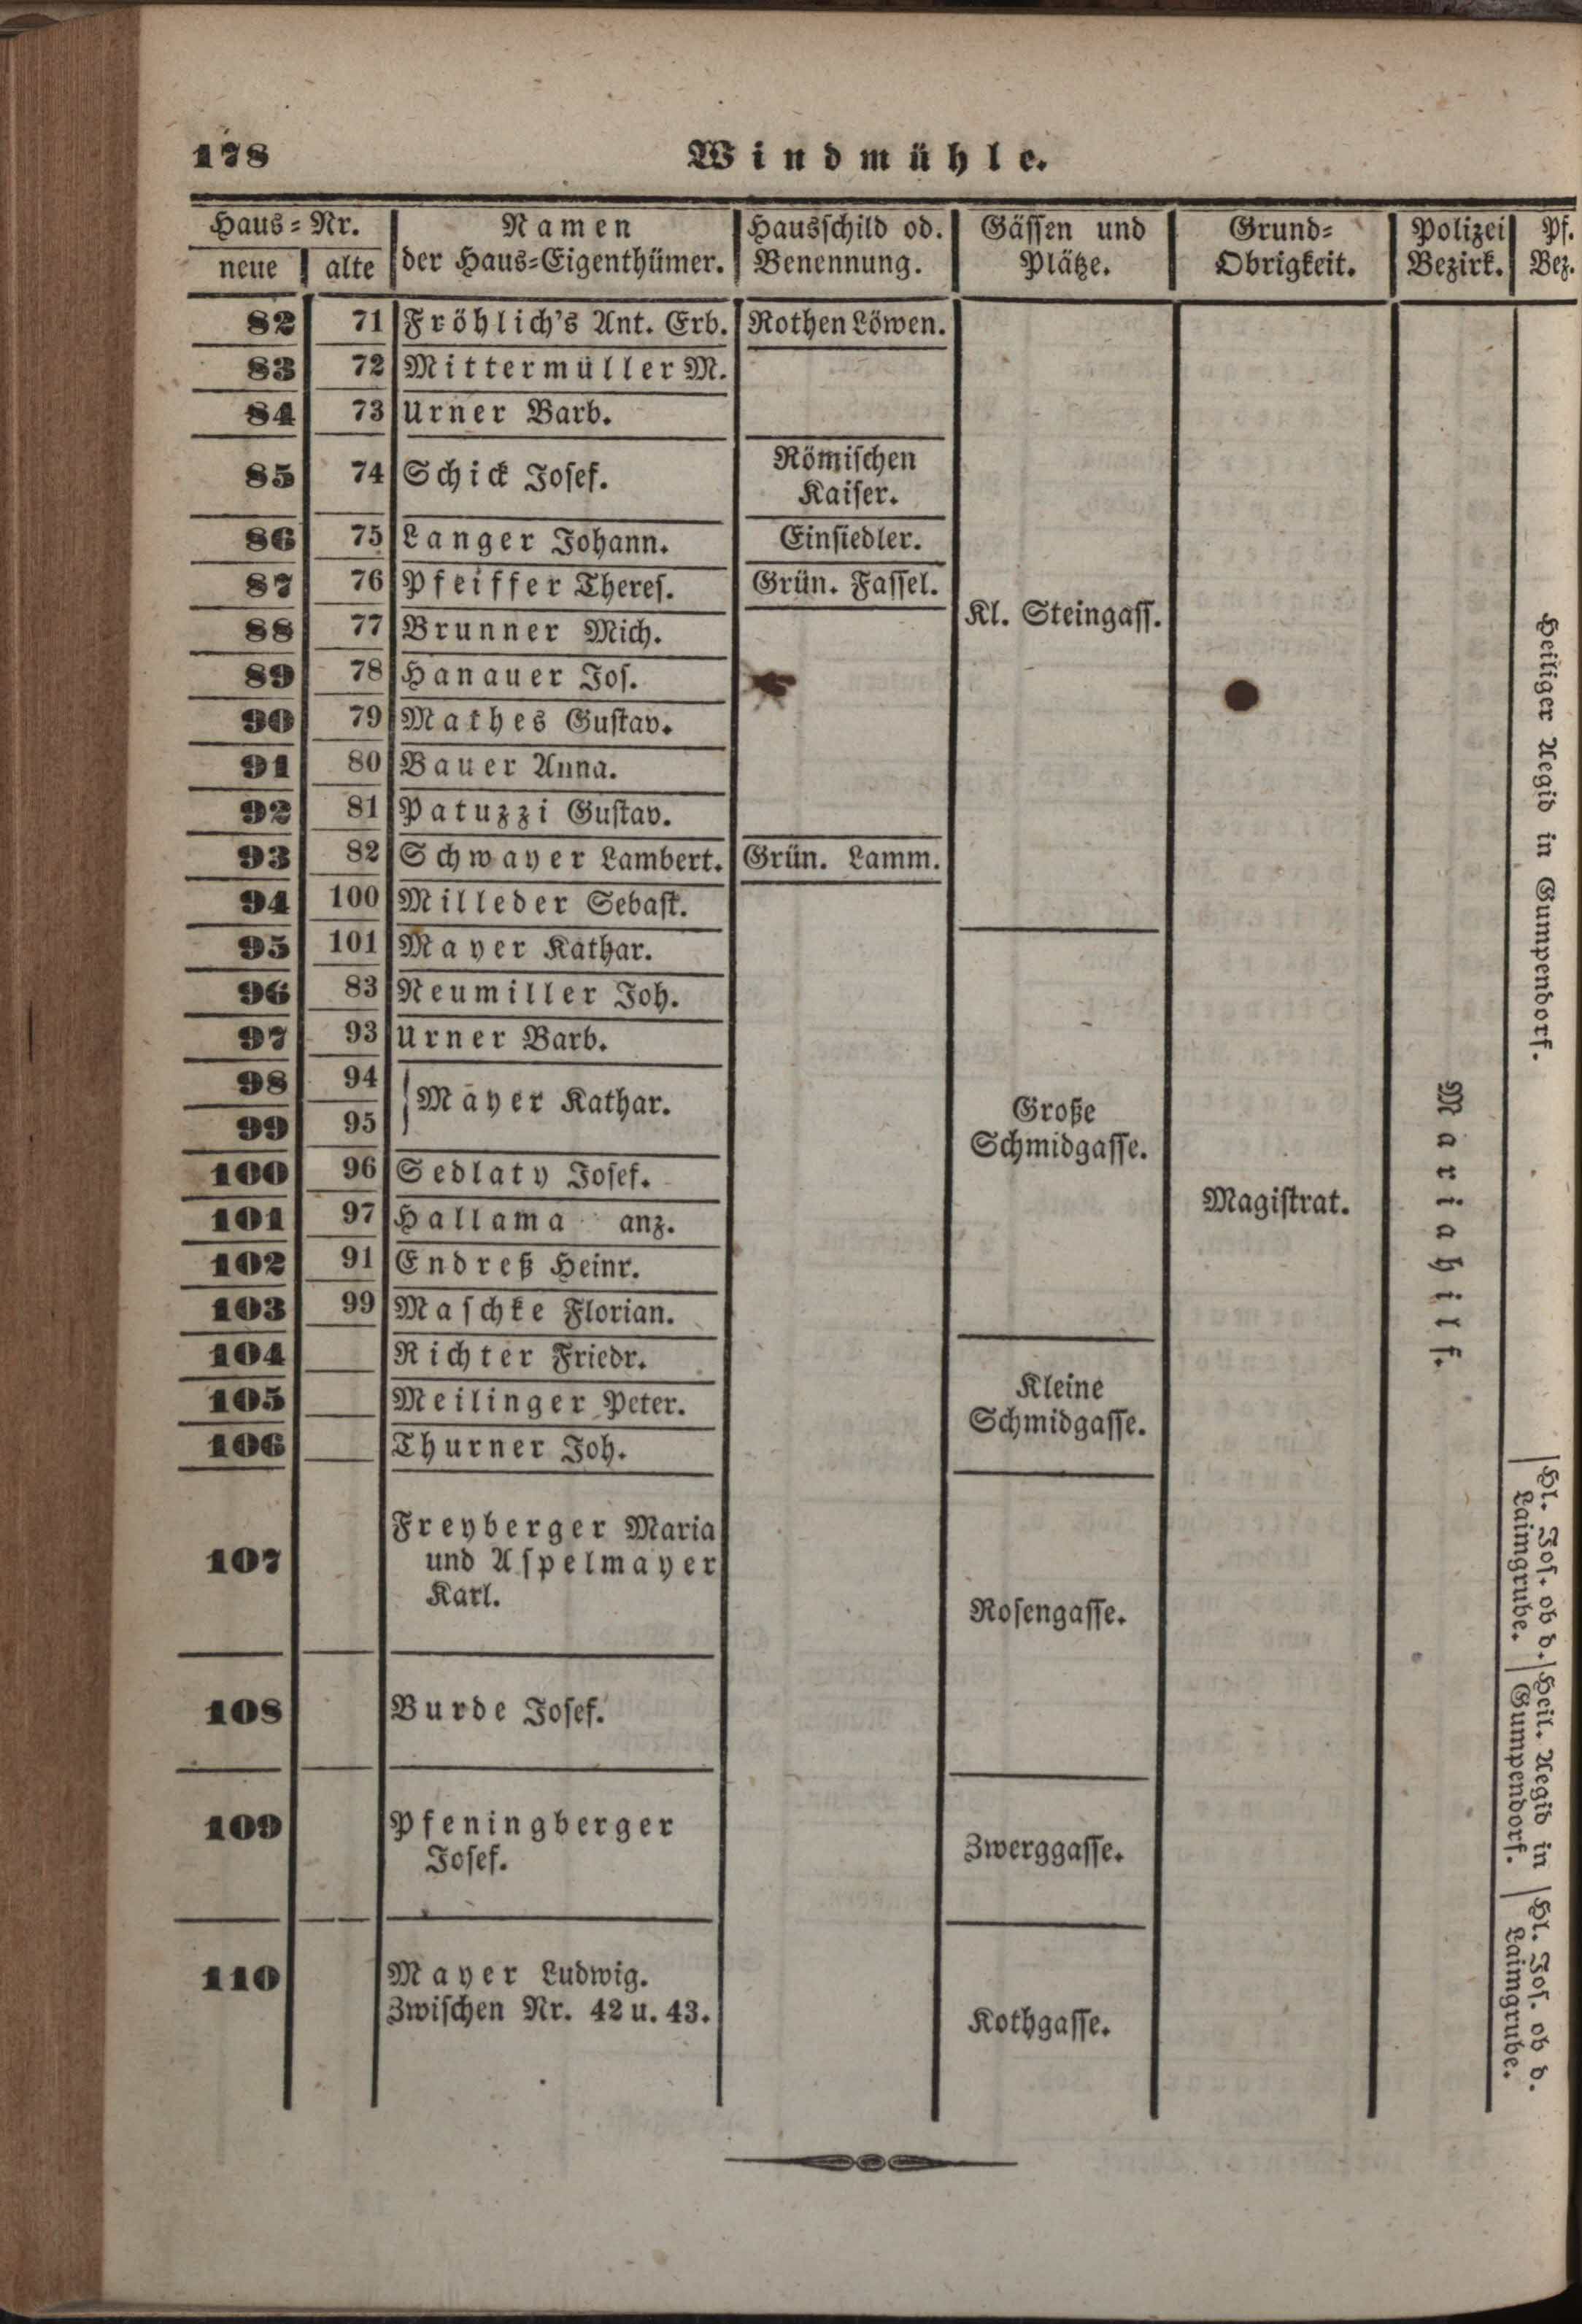 178
Windmühle.
Haus-Nr. | Namen | Hausschild od. | Gässen und | Grund- | Polizei | Pf.
neue | alte | der Haus-Eigenthümer. | Benennung. | Plätze. | Obrigkeit. | Bezirk. | Bez.
82 71 Fröhlich's Ant. Erb. Rothen Löwen.
83 72 Mittermüller M.
84 73 Urner Barb.
85 74 Schick Josef. Römischen
Kaiser.
86 75 Langer Johann. Einsiedler.
87 76 Pfeiffer Theres. Grün. Fassel.
Kl. Steingass.
88 77 Brunner Mich.
89 78 Hanauer Jos.
90 79 Mathes Gustav.
91 80 Bauer Anna.
92 81 Patuzzi Gustav.
93 82 Schwayer Lambert. Grün. Lamm.
94 100 Milleder Sebast.
95 101 Mayer Kathar.
96 83 Neumiller Joh.
97 93 Urner Barb.
98 94
Mayer Kathar.
99 95
Große
Schmidgasse.
100 96 Sedlaty Josef.
101 97 Hallama anz.
Magistrat.
102 91 Endreß Heinr.
103 99 Maschke Florian.
104 Richter Friedr.
105 Meilinger Peter.
106 Thurner Joh.
Kleine
Schmidgasse.
107 Freyberger Maria
und Aspelmayer
Karl.
Rosengasse.
108 Burde Josef.
109 Pfeningberger
Josef.
Zwerggasse.
110 Mayer Ludwig.
Zwischen Nr. 42 u. 43.
Kothgasse.
Mariahilf.
Heiliger Aegid in Gumpendorf.
Hl. Jos. ob d.
Laimgrube.
Heil. Aegid in
Gumpendorf.
Hl. Jos. ob d.
Laimgrube.